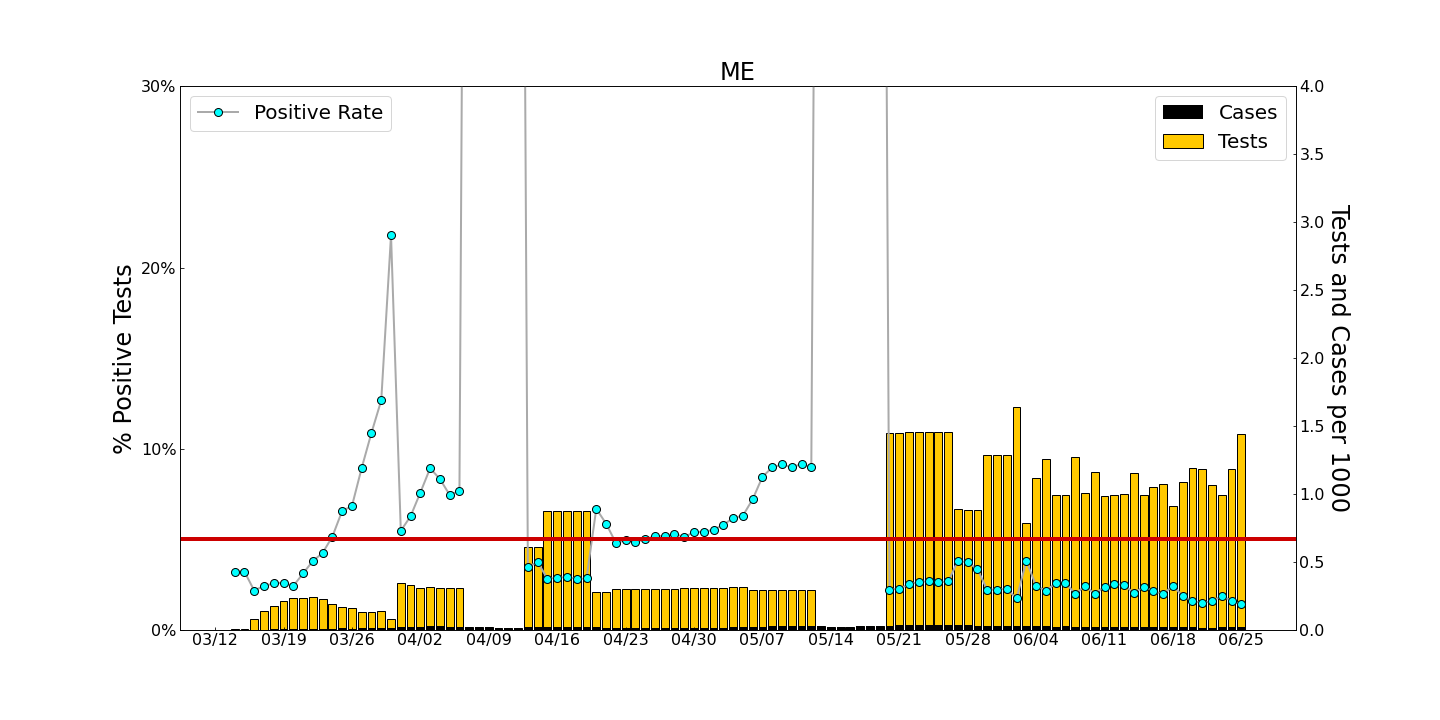 ME
30%
20%
10%
0%
% Positive Tests
Positive Rate
Cases
Tests
4.0
3.5
3.0
2.5
2.0
1.5
1.0
0.5
0.0
Tests and Cases per 1000
03/12 03/19 03/26 04/02 04/09 04/16 04/23 04/30 05/07 05/14 05/21 05/28 06/04 06/11 06/18 06/25